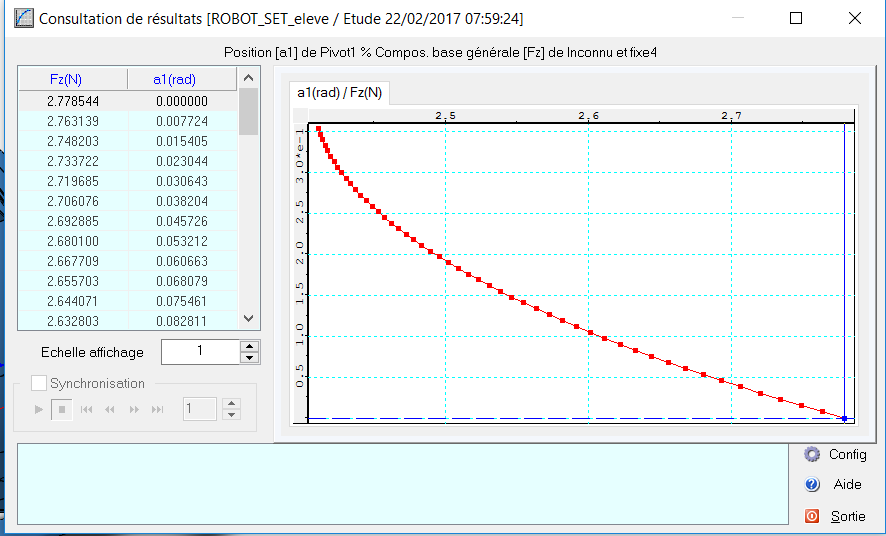 Consultation de résultats [ROBOT_SET_eleve / Etude 22/02/2017 07:59:24]
Position [a1] de Pivot1 % Compos. base générale [Fz] de Inconnu et fixe4
Fz(N) a1(rad)
2.778544 0.000000
2.763139 0.007724
2.748203 0.015405
2.733722 0.023044
2.719685 0.030643
2.706076 0.038204
2.692885 0.045726
2.680100 0.053212
2.667709 0.060663
2.655703 0.068079
2.644071 0.075461
2.632803 0.082811
Echelle affichage 1
Synchronisation
1
a1(rad) / Fz(N)
2.5 2.6 2.7
3.0*e-1
2.5
2.0
1.5
1.0
0.5
Config
Aide
Sortie